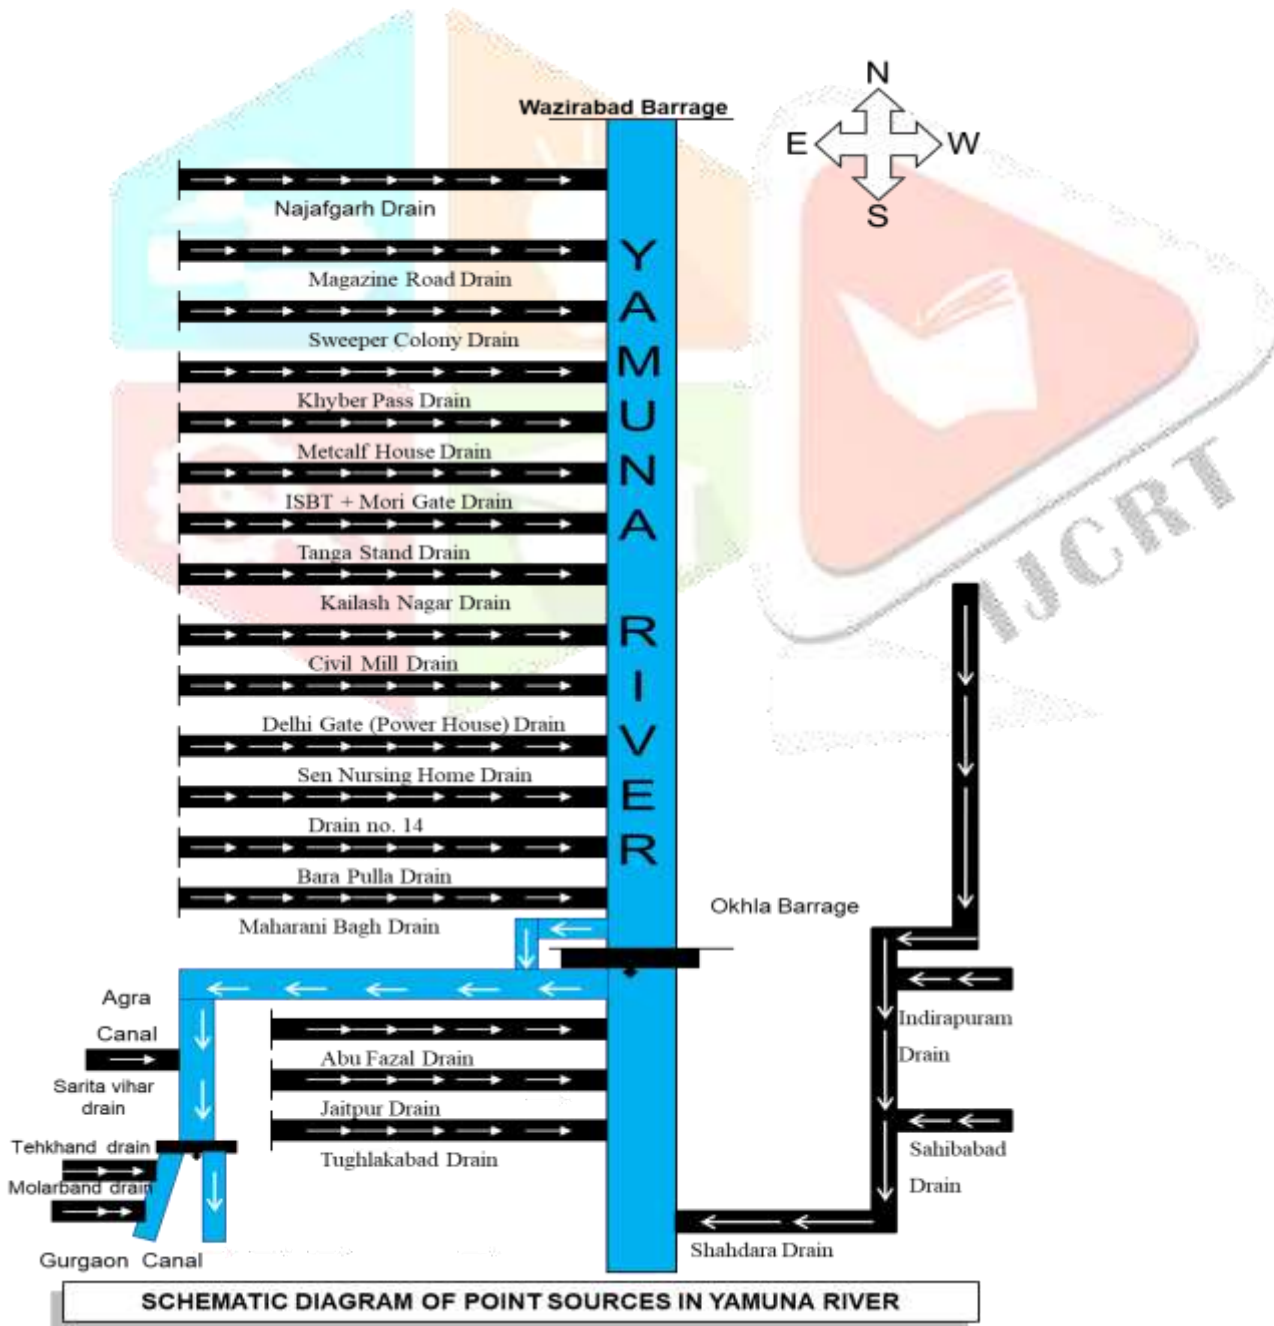 Wazirabad Barrage
N
E
W
S
Najafgarh Drain
Magazine Road Drain
Sweeper Colony Drain
Khyber Pass Drain
Metcalf House Drain
ISBT + Mori Gate Drain
Tanga Stand Drain
Kailash Nagar Drain
Civil Mill Drain
Delhi Gate (Power House) Drain
Sen Nursing Home Drain
Drain no. 14
Bara Pulla Drain
Maharani Bagh Drain
YAMUNA RIVER
IJCRT
Okhla Barrage
Agra
Canal
Sarita vihar
drain
Tehkhand drain
Molarband drain
Gurgaon Canal
Abu Fazal Drain
Jaitpur Drain
Tughlakabad Drain
Indirapuram
Drain
Sahibabad
Drain
Shahdara Drain
SCHEMATIC DIAGRAM OF POINT SOURCES IN YAMUNA RIVER